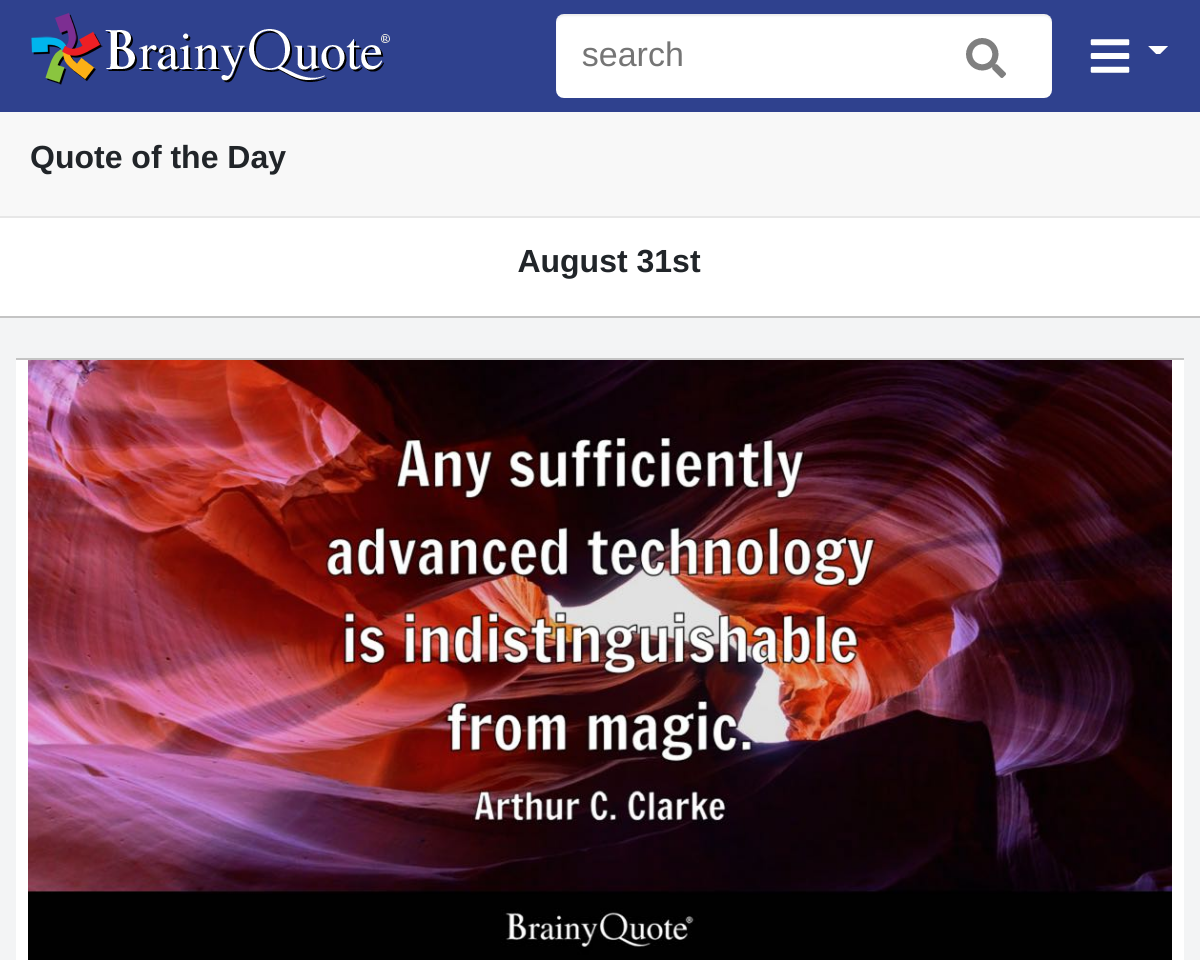 BrainyQuote®
search
Quote of the Day
August 31st
Any sufficiently
advanced technology
is indistinguishable
from magic.
Arthur C. Clarke
BrainyQuote®